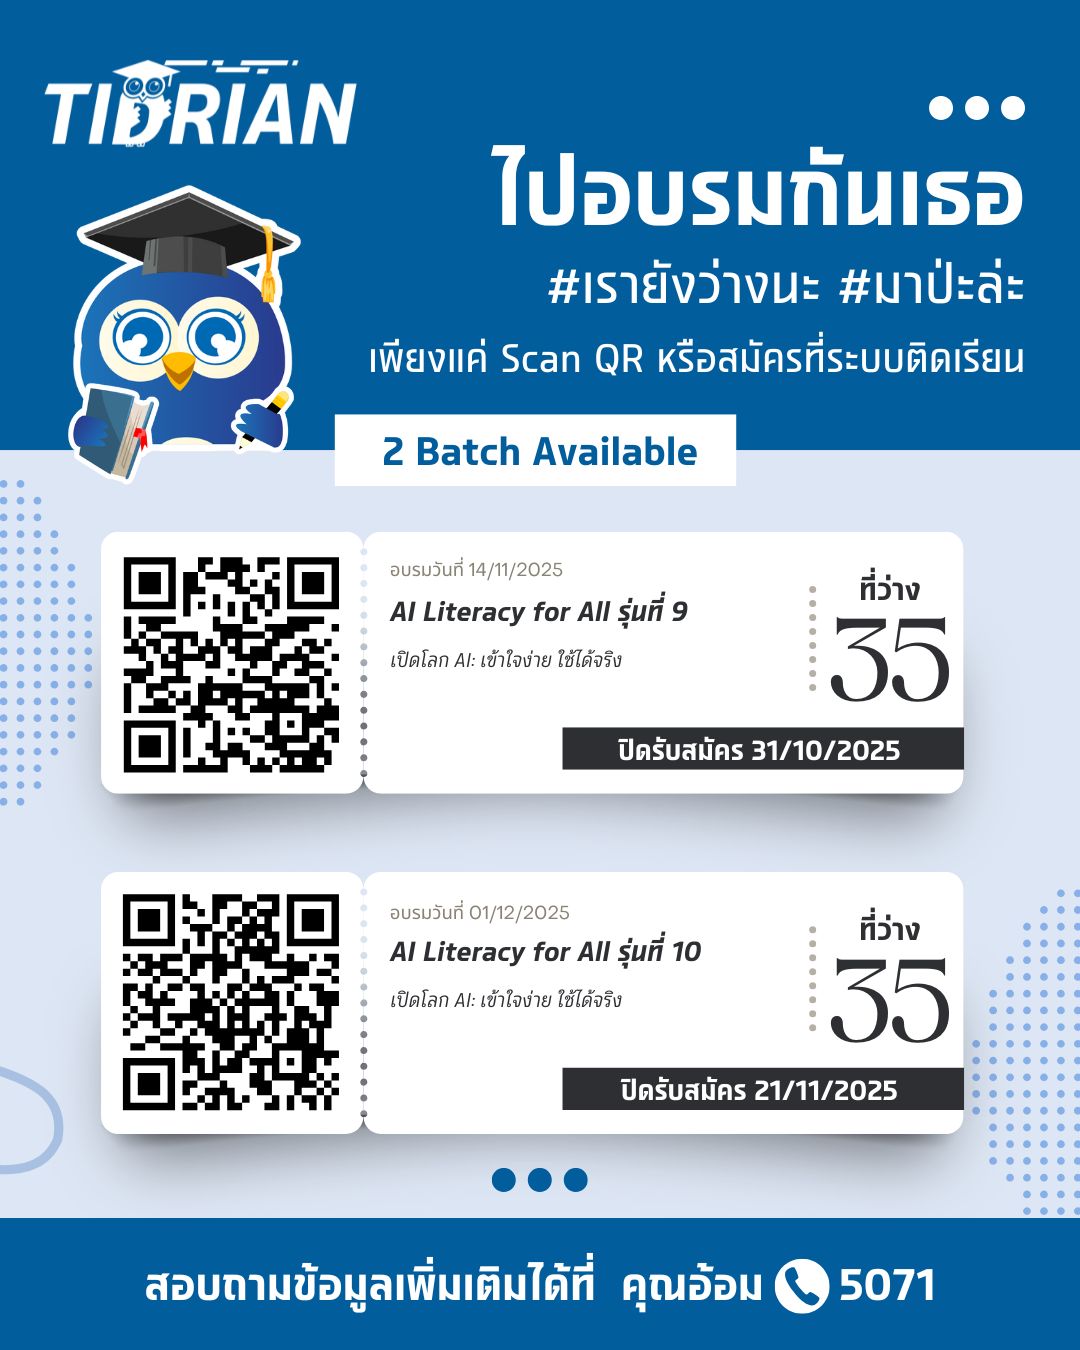 TIDRIAN
ไปอบรมกันเธอ
#เรายังว่างนะ #มาป่ะล่ะ
เพียงแค่ Scan QR หรือสมัครที่ระบบติดเรียน
2 Batch Available
อบรมวันที่ 14/11/2025
AI Literacy for All รุ่นที่ 9
เปิดโลก AI: เข้าใจง่าย ใช้ได้จริง
ที่ว่าง
35
ปิดรับสมัคร 31/10/2025
อบรมวันที่ 01/12/2025
AI Literacy for All รุ่นที่ 10
เปิดโลก AI: เข้าใจง่าย ใช้ได้จริง
ที่ว่าง
35
ปิดรับสมัคร 21/11/2025
สอบถามข้อมูลเพิ่มเติมได้ที่ คุณอ้อม 5071